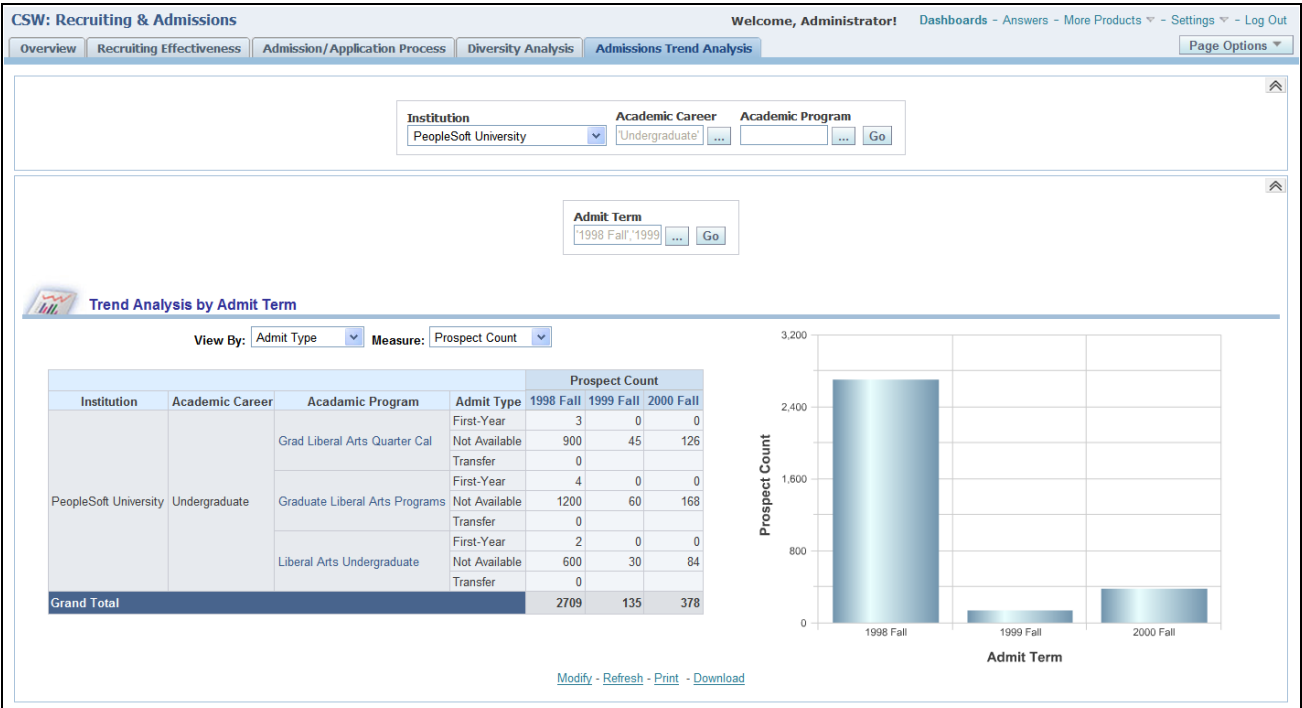 CSW: Recruiting & Admissions
Welcome, Administrator! Dashboards - Answers - More Products - Settings - Log Out
Overview Recruiting Effectiveness Admission/Application Process Diversity Analysis Admissions Trend Analysis Page Options
Institution Academic Career Academic Program
PeopleSoft University 'Undergraduate' ... ... Go
Admit Term
'1998 Fall','1999 ... Go
Trend Analysis by Admit Term
View By: Admit Type Measure: Prospect Count
Prospect Count
Institution Academic Career Acadamic Program Admit Type 1998 Fall 1999 Fall 2000 Fall
PeopleSoft University Undergraduate Grad Liberal Arts Quarter Cal First-Year 3 0 0
Not Available 900 45 126
Transfer 0
Graduate Liberal Arts Programs First-Year 4 0 0
Not Available 1200 60 168
Transfer 0
Liberal Arts Undergraduate First-Year 2 0 0
Not Available 600 30 84
Transfer 0
Grand Total 2709 135 378
Prospect Count
3,200
2,400
1,600
800
0
1998 Fall 1999 Fall 2000 Fall
Admit Term
Modify - Refresh - Print - Download